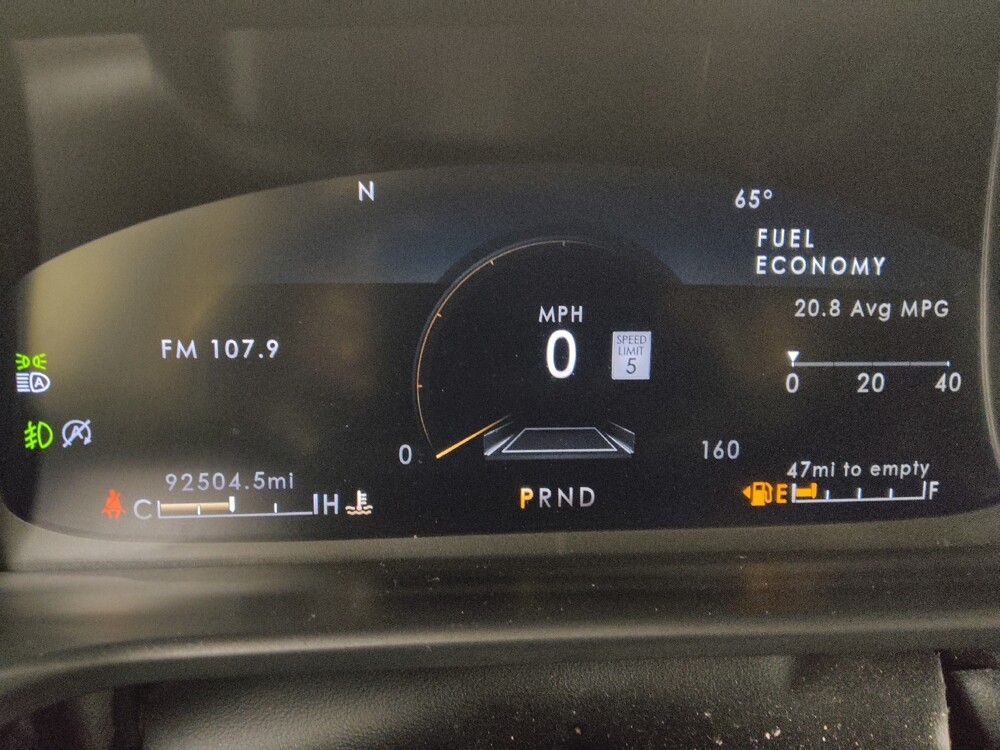 N
65°
FUEL
ECONOMY
20.8 Avg MPG
0 20 40
FM 107.9
MPH
0
SPEED
LIMIT
5
A
A
0
160
92504.5mi
C H
PRND
47mi to empty
E F